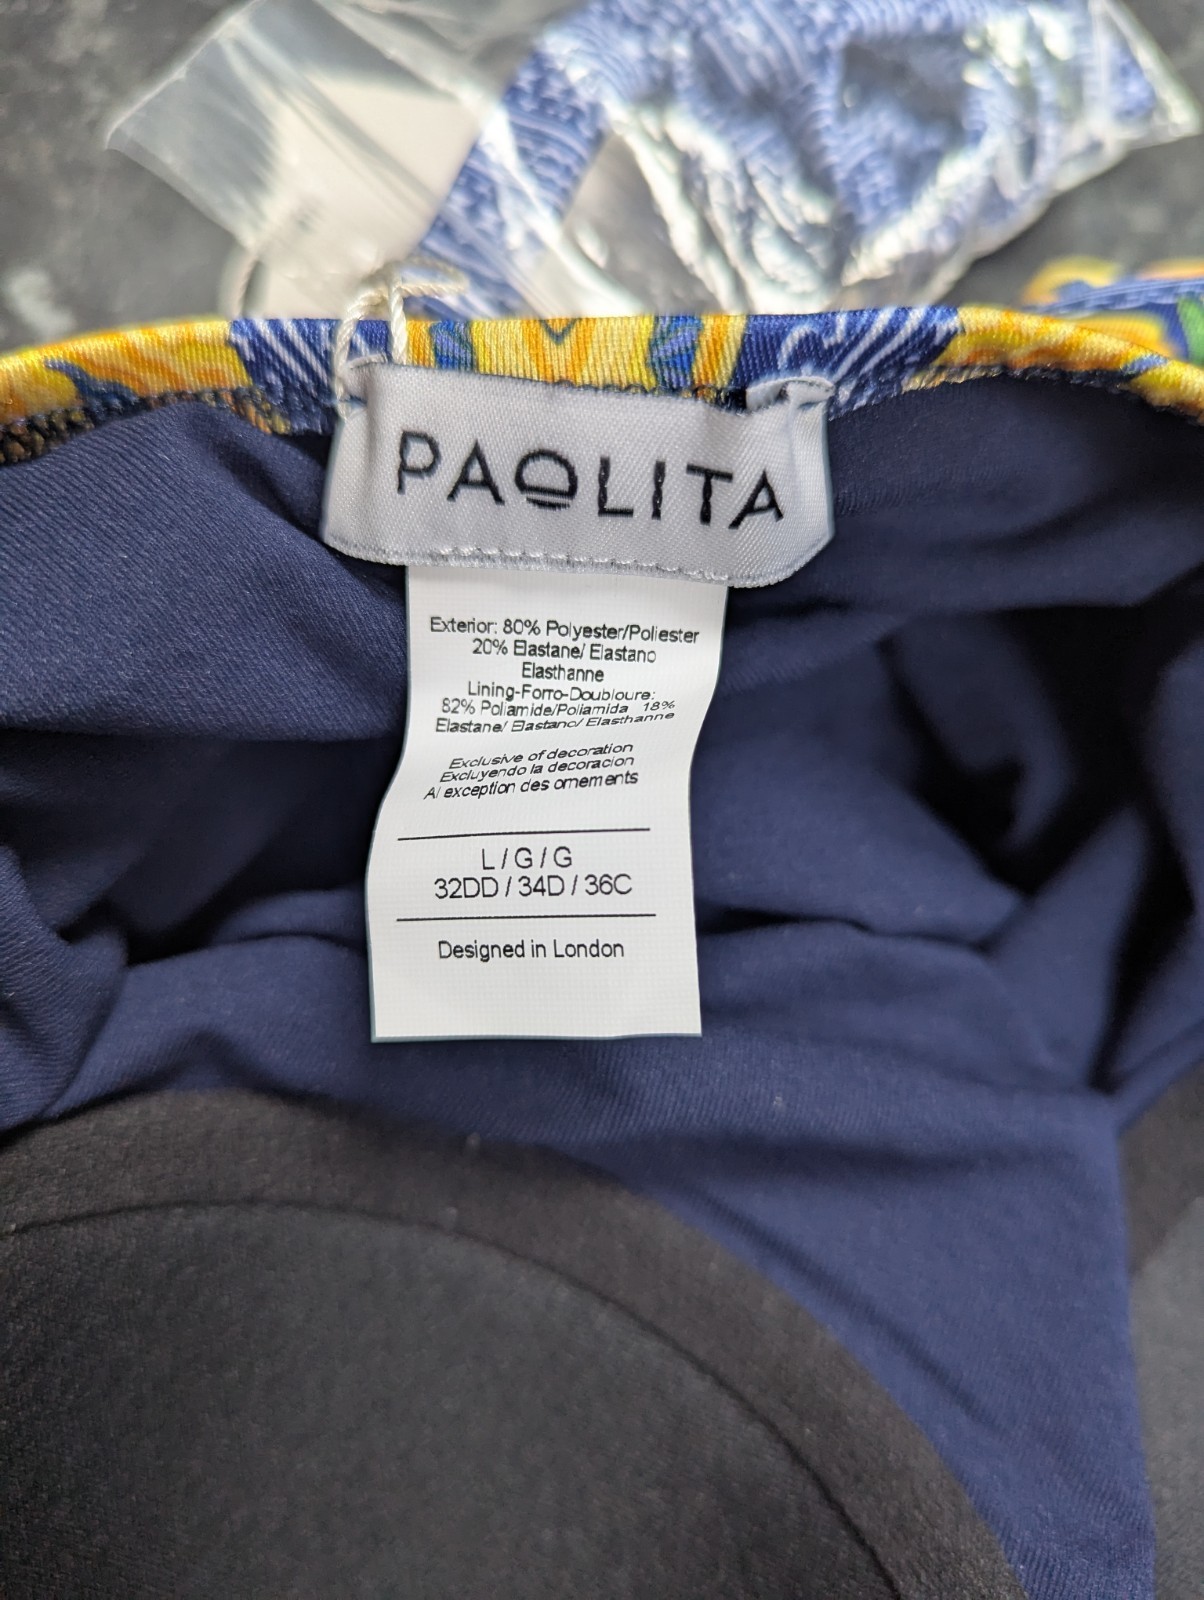 PAOLITA
Exterior: 80% Polyester/Poliester
20% Elastane/ Elastano
Elasthanne
Lining-Forro-Doubloure:
82% Poliamide/Poliamida 18%
Elastane/ Elastano/ Elasthanne
Exclusive of decoration
Excluyendo la decoracion
Al exception des ornements
L / G / G
32DD / 34D / 36C
Designed in London